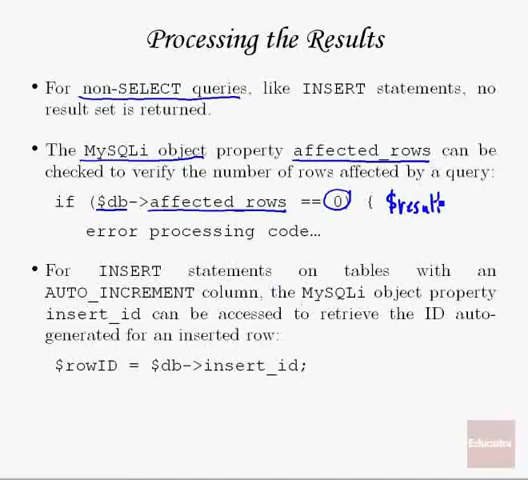 Processing the Results
• For non-SELECT queries, like INSERT statements, no
result set is returned.
• The MySQLi object property affected_rows can be
checked to verify the number of rows affected by a query:
if ($db->affected_rows == 0) { $result
error processing code…
• For INSERT statements on tables with an
AUTO_INCREMENT column, the MySQLi object property
insert_id can be accessed to retrieve the ID auto-
generated for an inserted row:
$rowID = $db->insert_id;
Educator